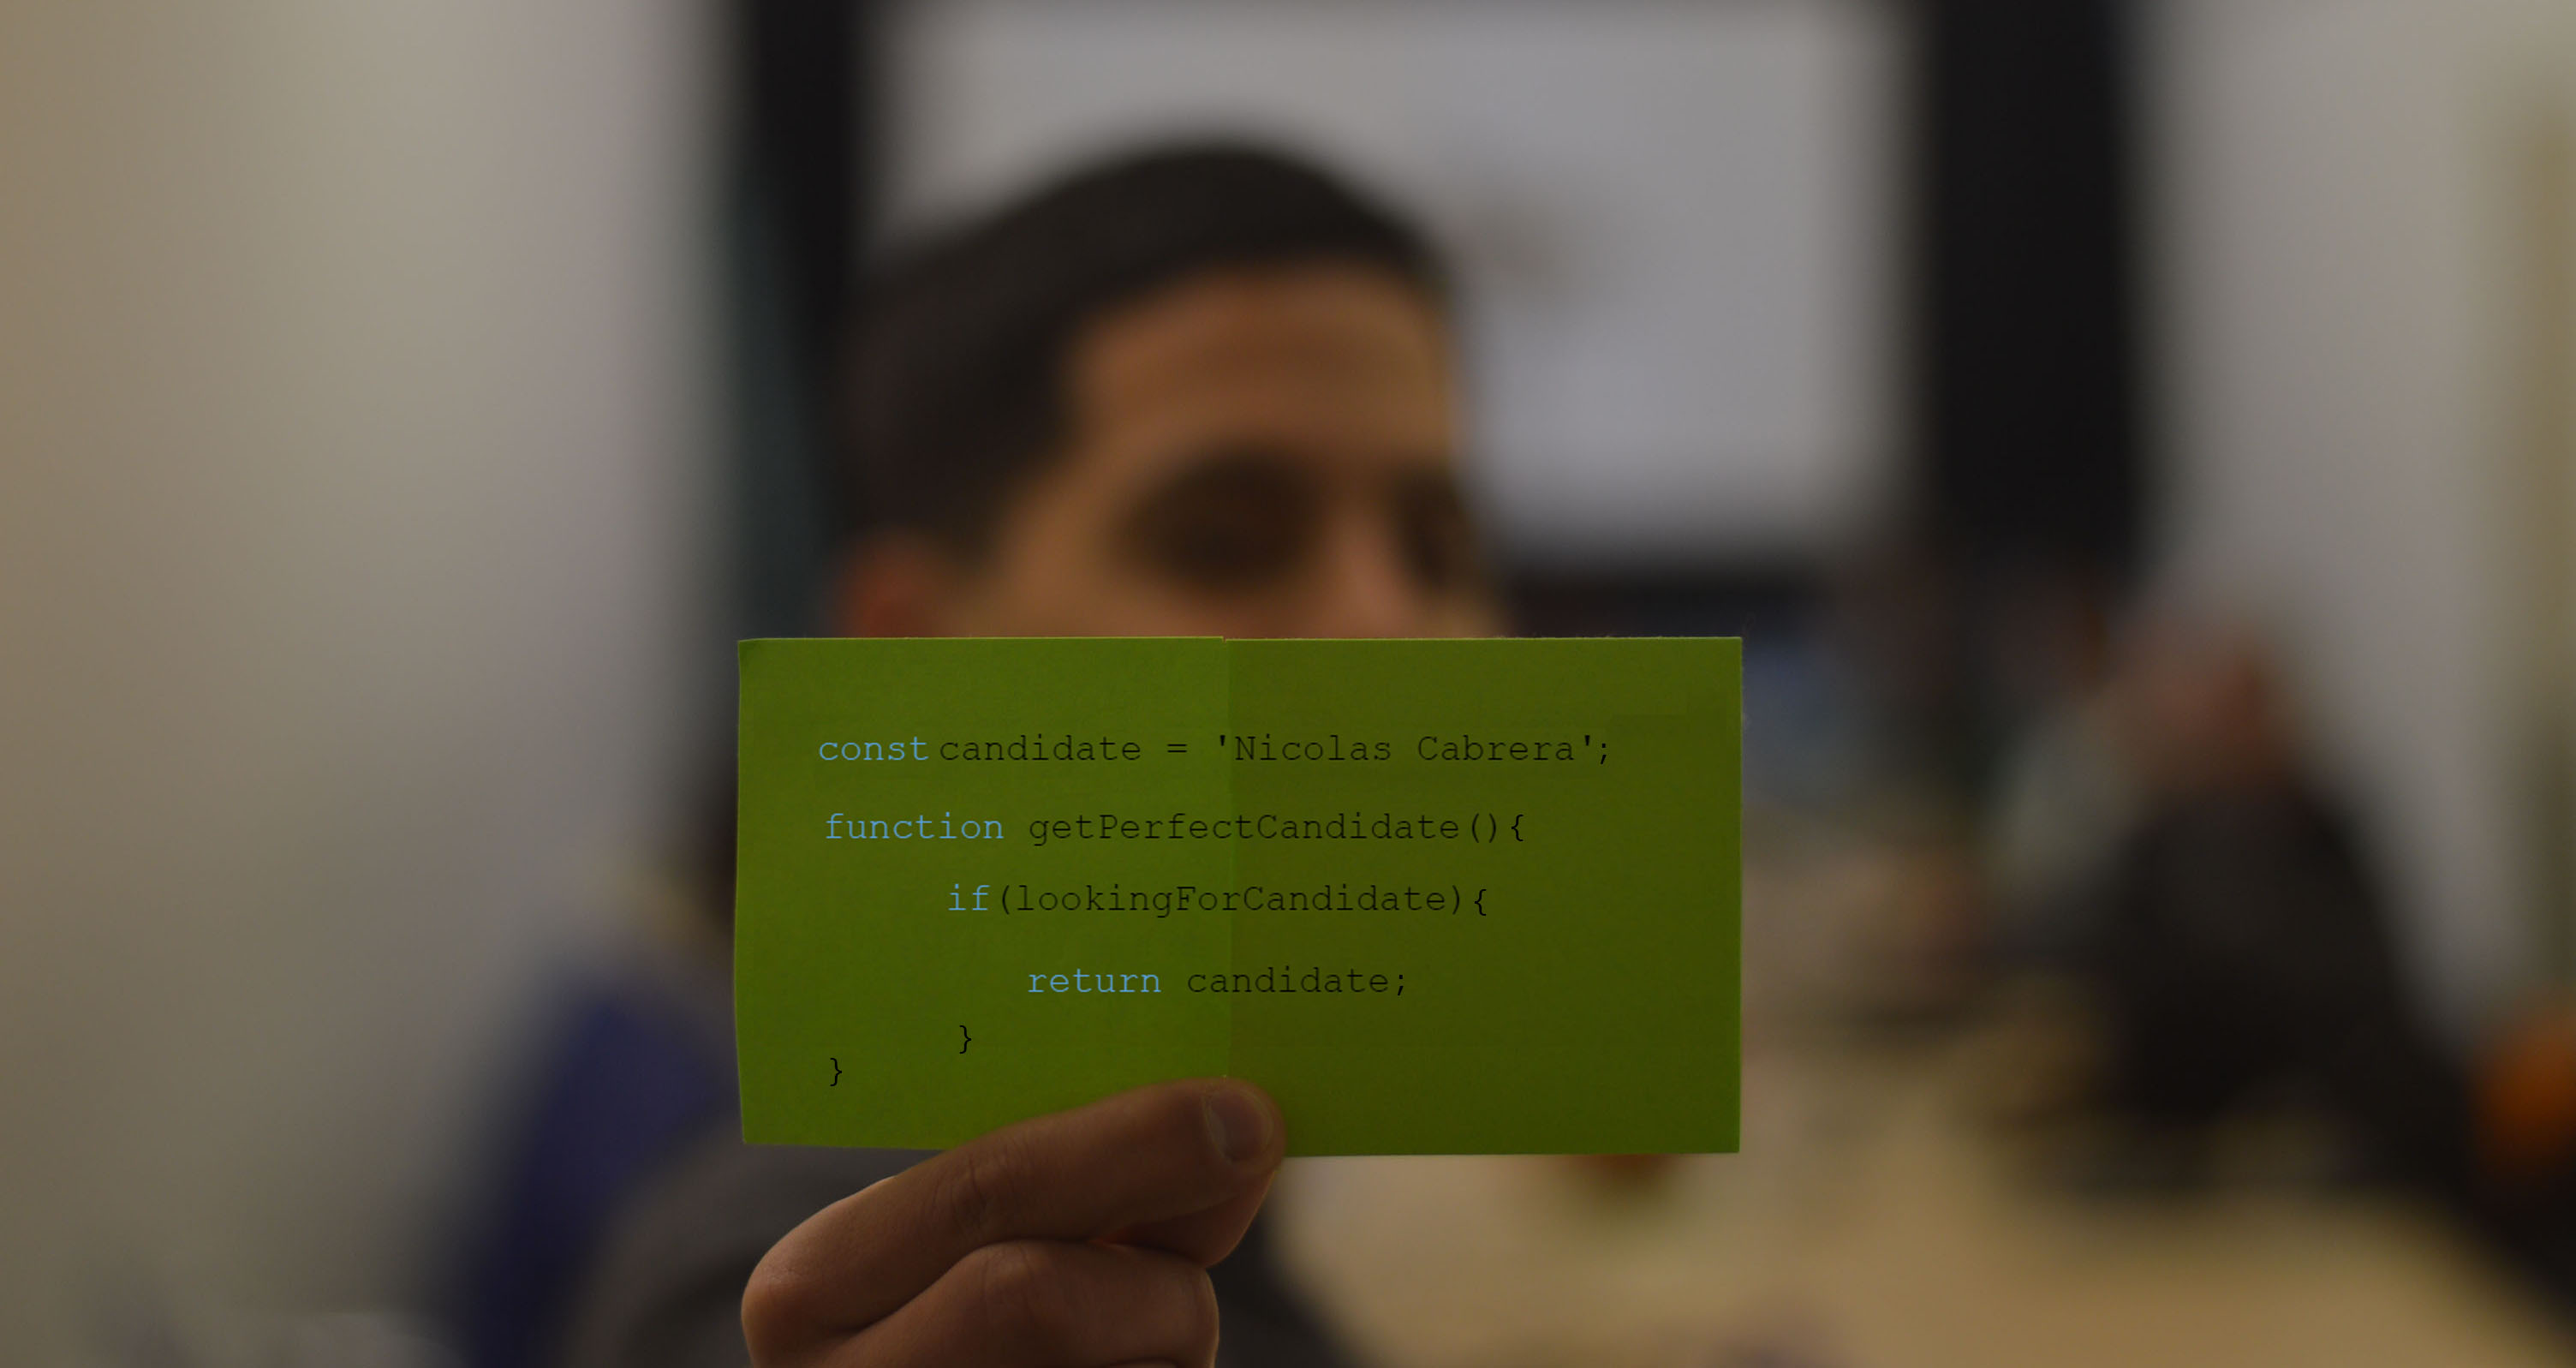 const candidate = 'Nicolas Cabrera';
function getPerfectCandidate(){
if(lookingForCandidate){
return candidate;
}
}